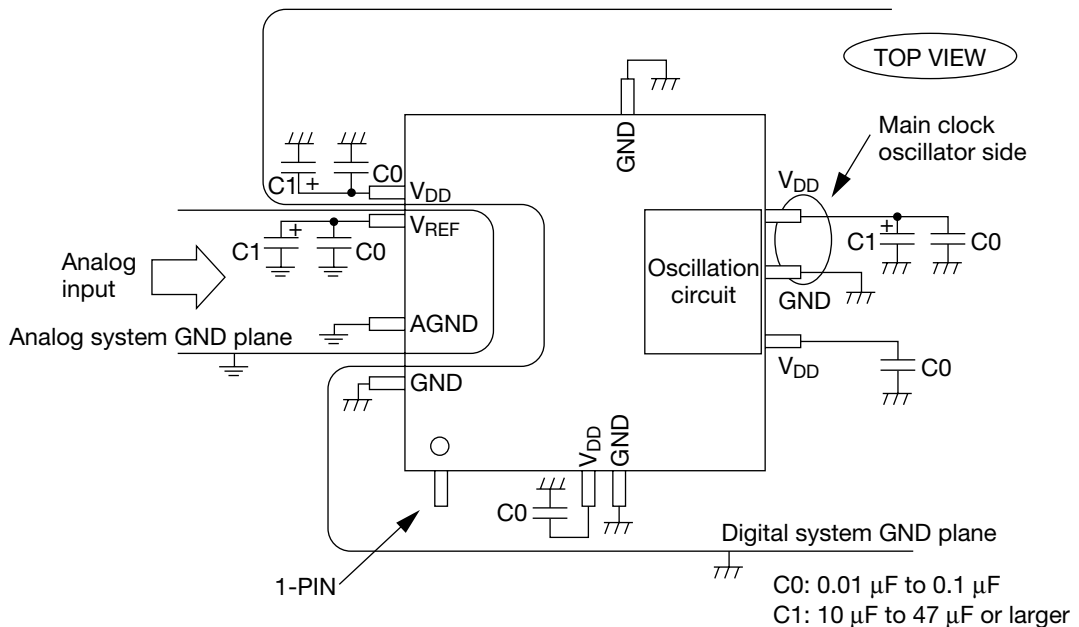 TOP VIEW
GND
Main clock
oscillator side
C1
+
C0
VDD
VREF
C1
+
C0
Analog
input
AGND
Analog system GND plane
GND
Oscillation
circuit
VDD
C1
+
C0
GND
VDD
C0
VDD
GND
C0
1-PIN
Digital system GND plane
C0: 0.01 μF to 0.1 μF
C1: 10 μF to 47 μF or larger